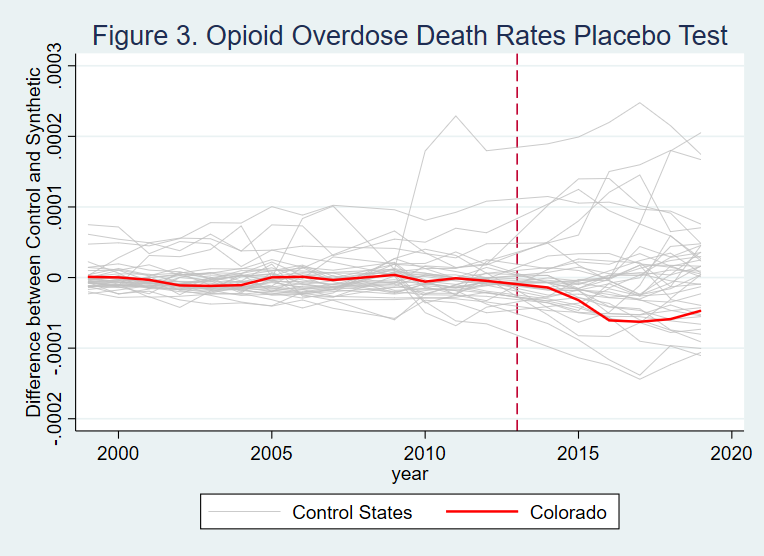 Figure 3. Opioid Overdose Death Rates Placebo Test
Difference between Control and Synthetic
.0003
.0002
.0001
0
-.0001
-.0002
2000
2005
2010
2015
2020
year
Control States
Colorado